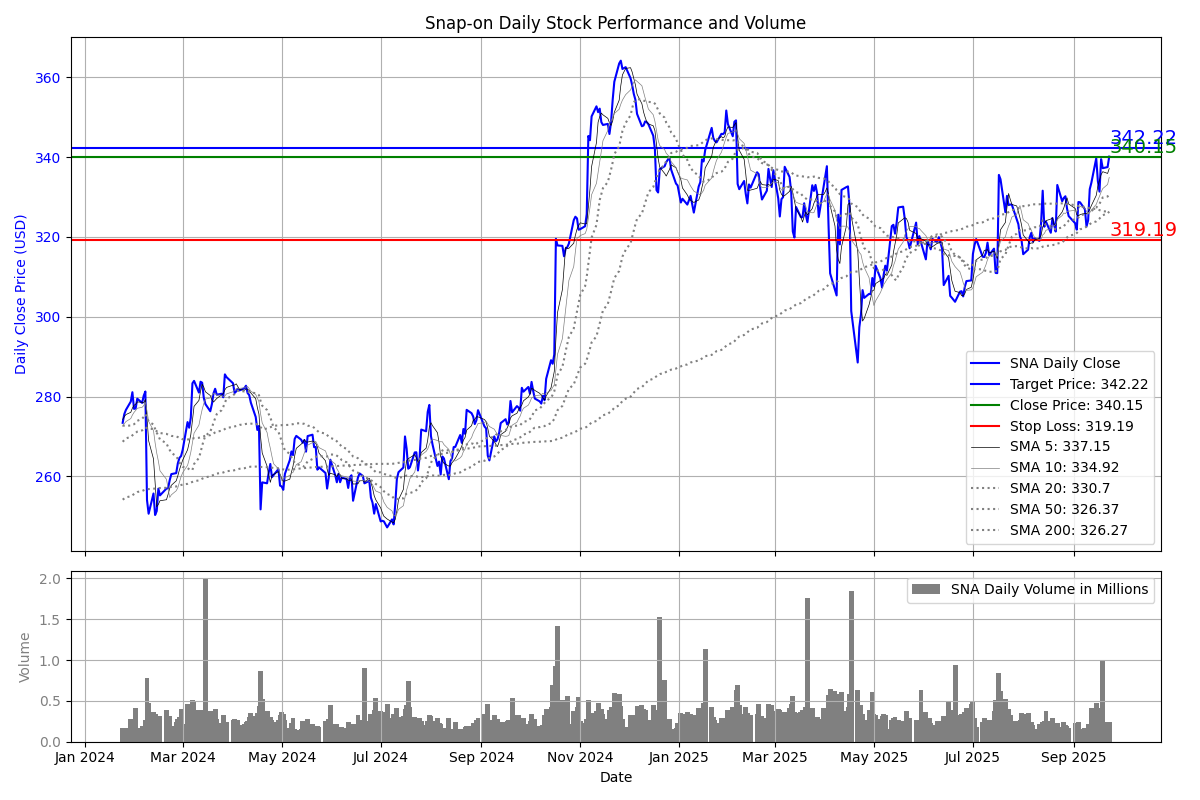 Snap-on Daily Stock Performance and Volume
Daily Close Price (USD)
360
340
320
300
280
260
342.22
340.15
319.19
SNA Daily Close
Target Price: 342.22
Close Price: 340.15
Stop Loss: 319.19
SMA 5: 337.15
SMA 10: 334.92
SMA 20: 330.7
SMA 50: 326.37
SMA 200: 326.27
Volume
2.0
1.5
1.0
0.5
0.0
SNA Daily Volume in Millions
Jan 2024 Mar 2024 May 2024 Jul 2024 Sep 2024 Nov 2024 Jan 2025 Mar 2025 May 2025 Jul 2025 Sep 2025
Date